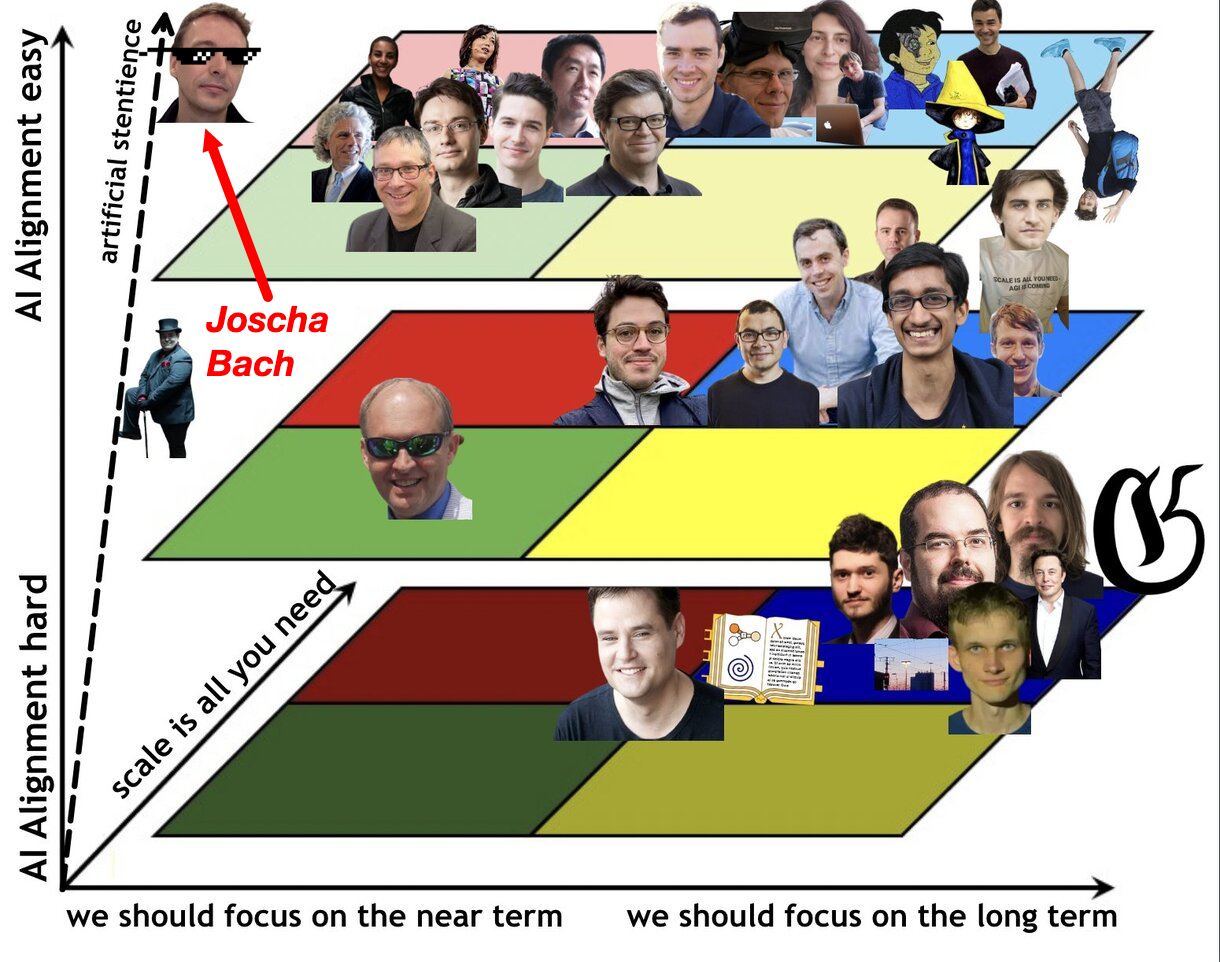 AI Alignment easy
artificial stentience
Joscha
Bach
SCALE IS ALL YOU NEED -
AGI IS COMING
AI Alignment hard
scale is all you need
we should focus on the near term
we should focus on the long term